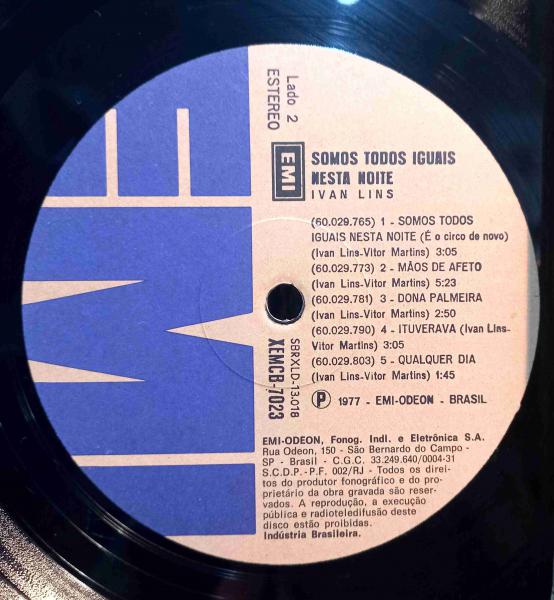 Lado 2
ESTEREO
EMI
SOMOS TODOS IGUAIS
NESTA NOITE
IVAN LINS
(60.029.765) 1 - SOMOS TODOS
IGUAIS NESTA NOITE (É o circo de novo)
(Ivan Lins-Vitor Martins) 3:05
(60.029.773) 2 - MÃOS DE AFETO
(Ivan Lins-Vitor Martins) 5:23
(60.029.781) 3 - DONA PALMEIRA
(Ivan Lins-Vitor Martins) 2:50
(60.029.790) 4 - ITUVERAVA (Ivan Lins-
Vitor Martins) 3:05
(60.029.803) 5 - QUALQUER DIA
(Ivan Lins-Vitor Martins) 1:45
SBRXLD-13.018
XEMCB-7023
Ⓟ 1977 - EMI-ODEON - BRASIL
EMI-ODEON, Fonog. Indl. e Eletrônica S.A.
Rua Odeon, 150 - São Bernardo do Campo -
SP - Brasil - C.G.C. 33.249.640/0004-31
S.C.D.P.-P.F. 002/RJ - Todos os direi-
tos do produtor fonográfico e do pro-
prietário da obra gravada são reser-
vados. A reprodução, a execução
pública e radioteledifusão deste
disco estão proibidas.
Indústria Brasileira.
EMI